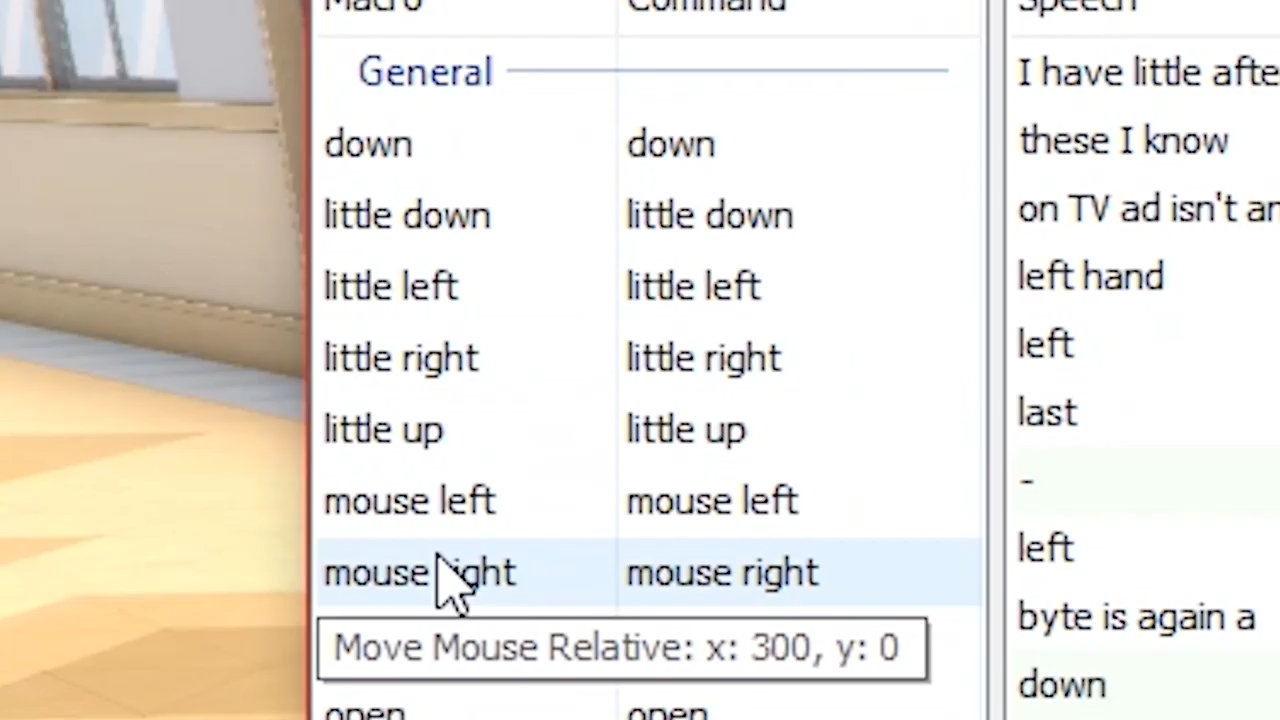 Macro Command Speech
General
down down
little down little down
little left little left
little right little right
little up little up
mouse left mouse left
mouse right mouse right
Move Mouse Relative: x: 300, y: 0
open open
I have little afte
these I know
on TV ad isn't an
left hand
left
last
-
left
byte is again a
down